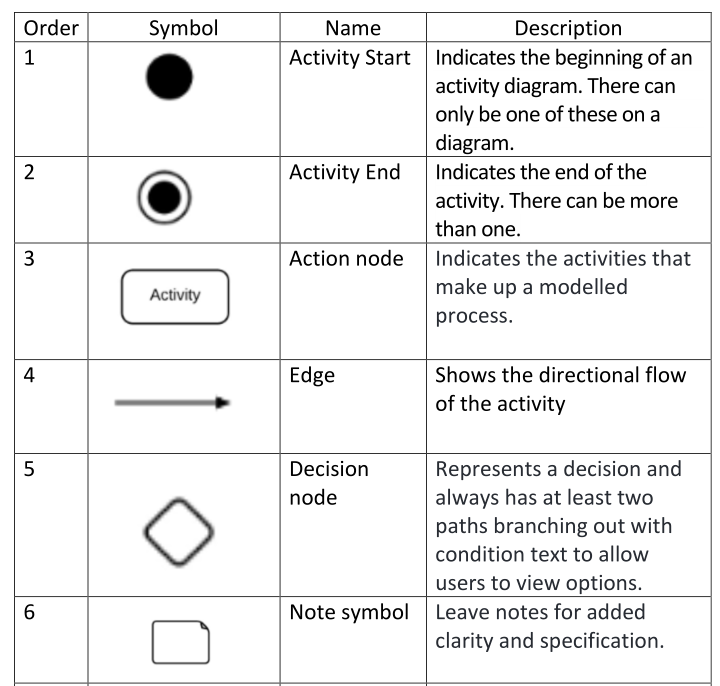 Order Symbol Name Description
1 Activity Start Indicates the beginning of an
activity diagram. There can
only be one of these on a
diagram.
2 Activity End Indicates the end of the
activity. There can be more
than one.
3 Activity Action node Indicates the activities that
make up a modelled
process.
4 Edge Shows the directional flow
of the activity
5 Decision Represents a decision and
node always has at least two
paths branching out with
condition text to allow
users to view options.
6 Note symbol Leave notes for added
clarity and specification.